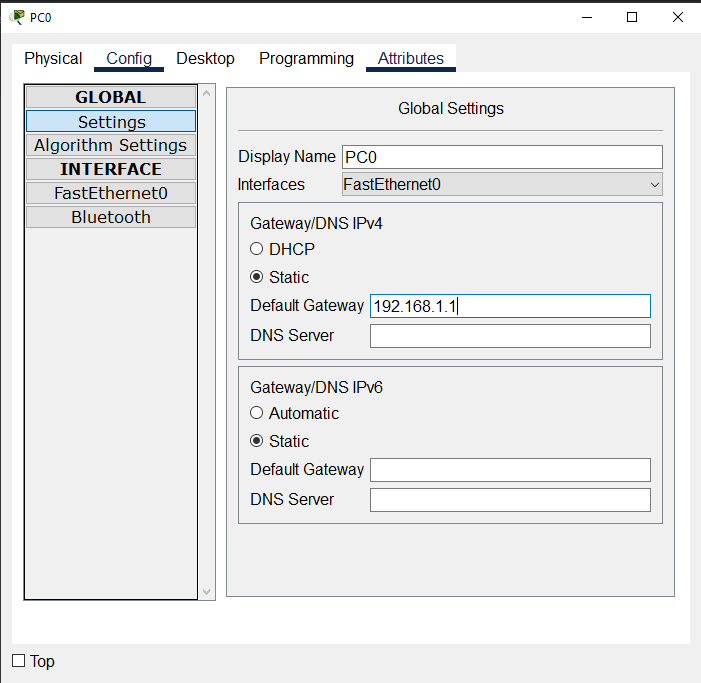 PC0
Physical Config Desktop Programming Attributes
GLOBAL
Settings
Algorithm Settings
INTERFACE
FastEthernet0
Bluetooth
Global Settings
Display Name PC0
Interfaces FastEthernet0
Gateway/DNS IPv4
DHCP
Static
Default Gateway 192.168.1.1
DNS Server
Gateway/DNS IPv6
Automatic
Static
Default Gateway
DNS Server
Top